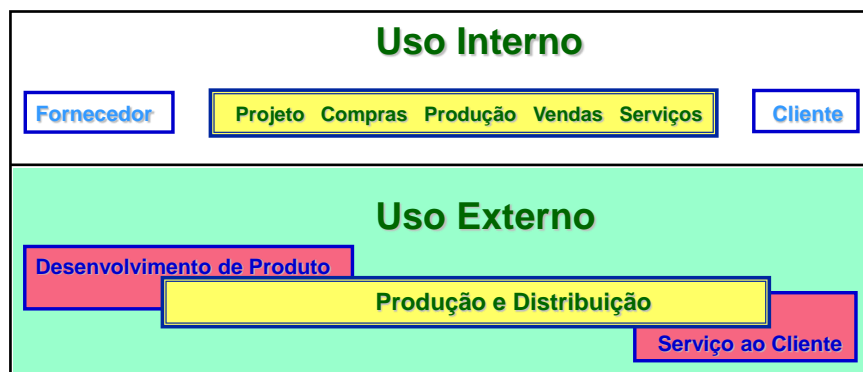 Uso Interno
Fornecedor
Projeto Compras Produção Vendas Serviços
Cliente
Uso Externo
Desenvolvimento de Produto
Produção e Distribuição
Serviço ao Cliente